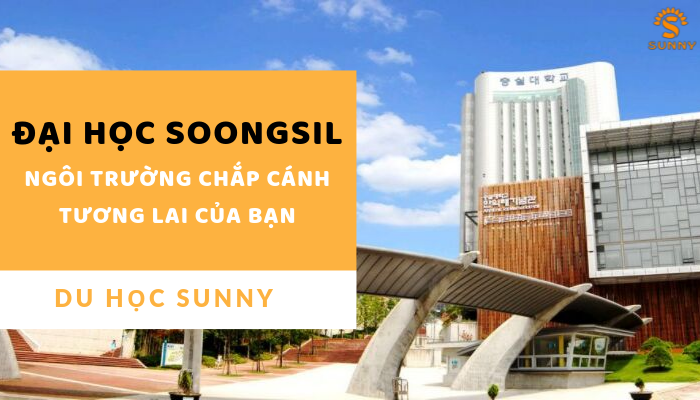 ĐẠI HỌC SOONGSIL
NGÔI TRƯỜNG CHẮP CÁNH
TƯƠNG LAI CỦA BẠN
DU HỌC SUNNY
SUNNY
숭실대학교